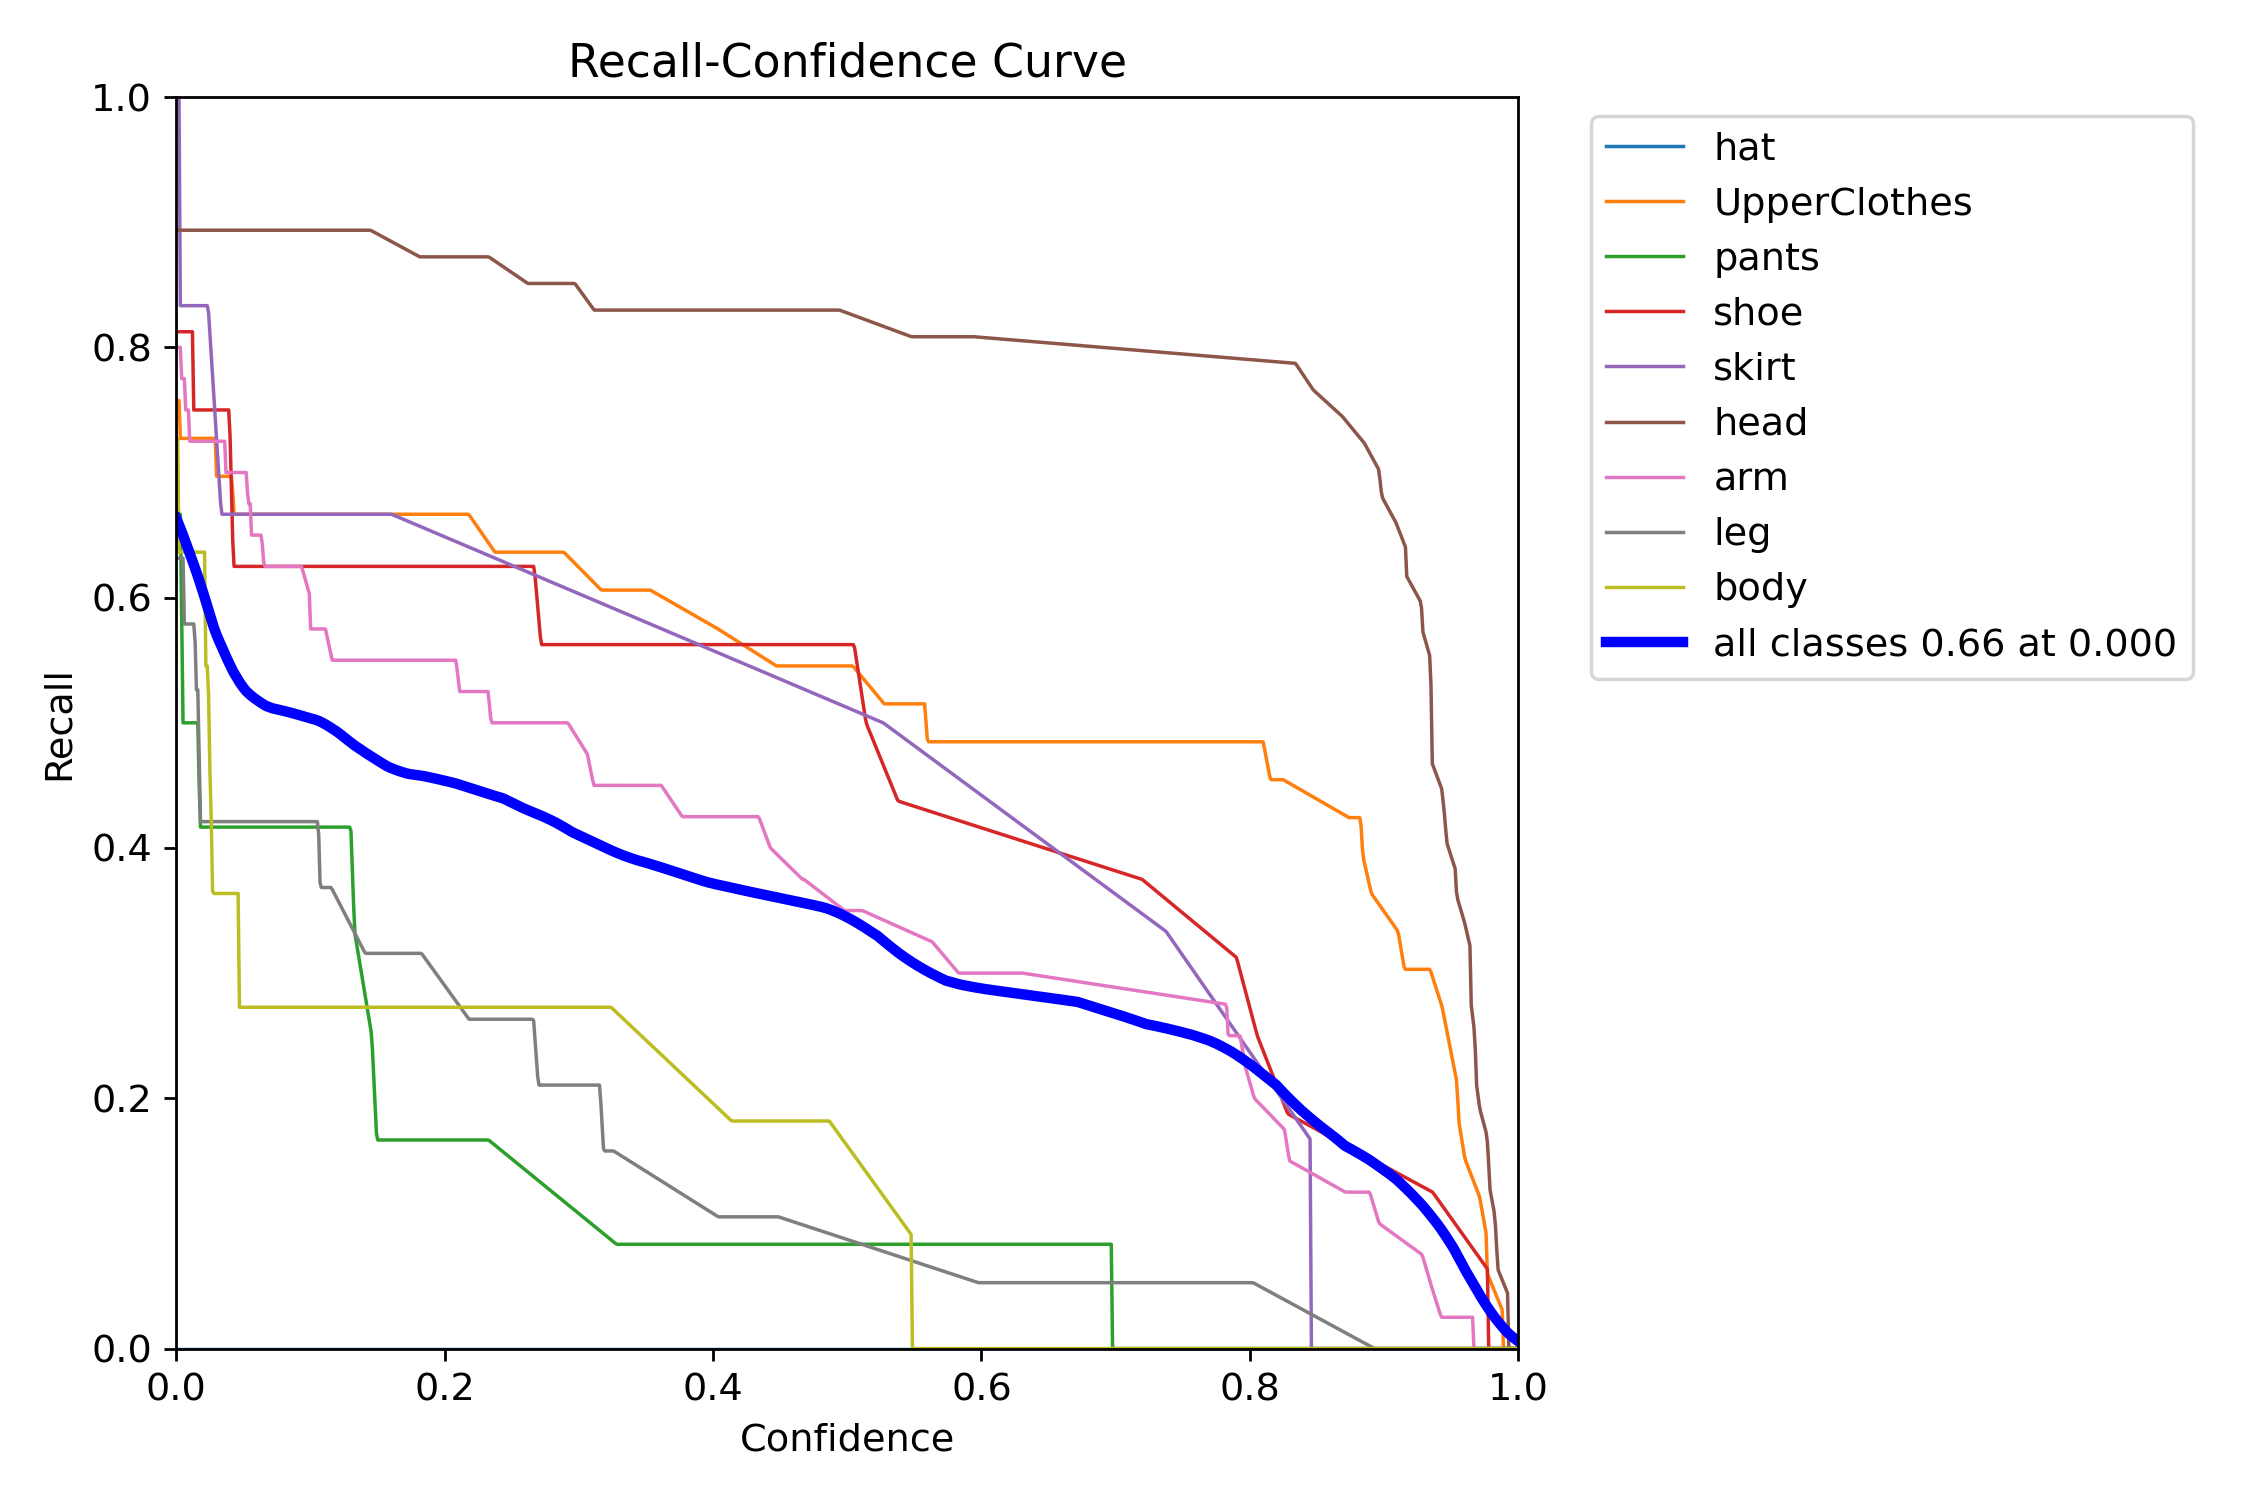 Recall-Confidence Curve
1.0
0.8
0.6
0.4
0.2
0.0
Recall
0.0 0.2 0.4 0.6 0.8 1.0
Confidence
hat
UpperClothes
pants
shoe
skirt
head
arm
leg
body
all classes 0.66 at 0.000